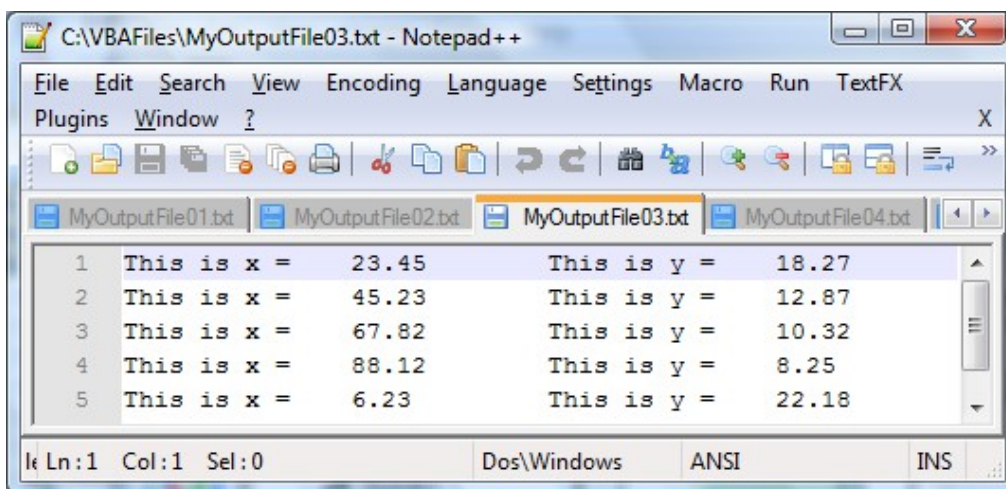 C:\VBAFiles\MyOutputFile03.txt - Notepad++
File Edit Search View Encoding Language Settings Macro Run TextFX
Plugins Window ? X
MyOutputFile01.txt MyOutputFile02.txt MyOutputFile03.txt MyOutputFile04.txt
1 This is x = 23.45 This is y = 18.27
2 This is x = 45.23 This is y = 12.87
3 This is x = 67.82 This is y = 10.32
4 This is x = 88.12 This is y = 8.25
5 This is x = 6.23 This is y = 22.18
Ln:1 Col:1 Sel:0 Dos\Windows ANSI INS